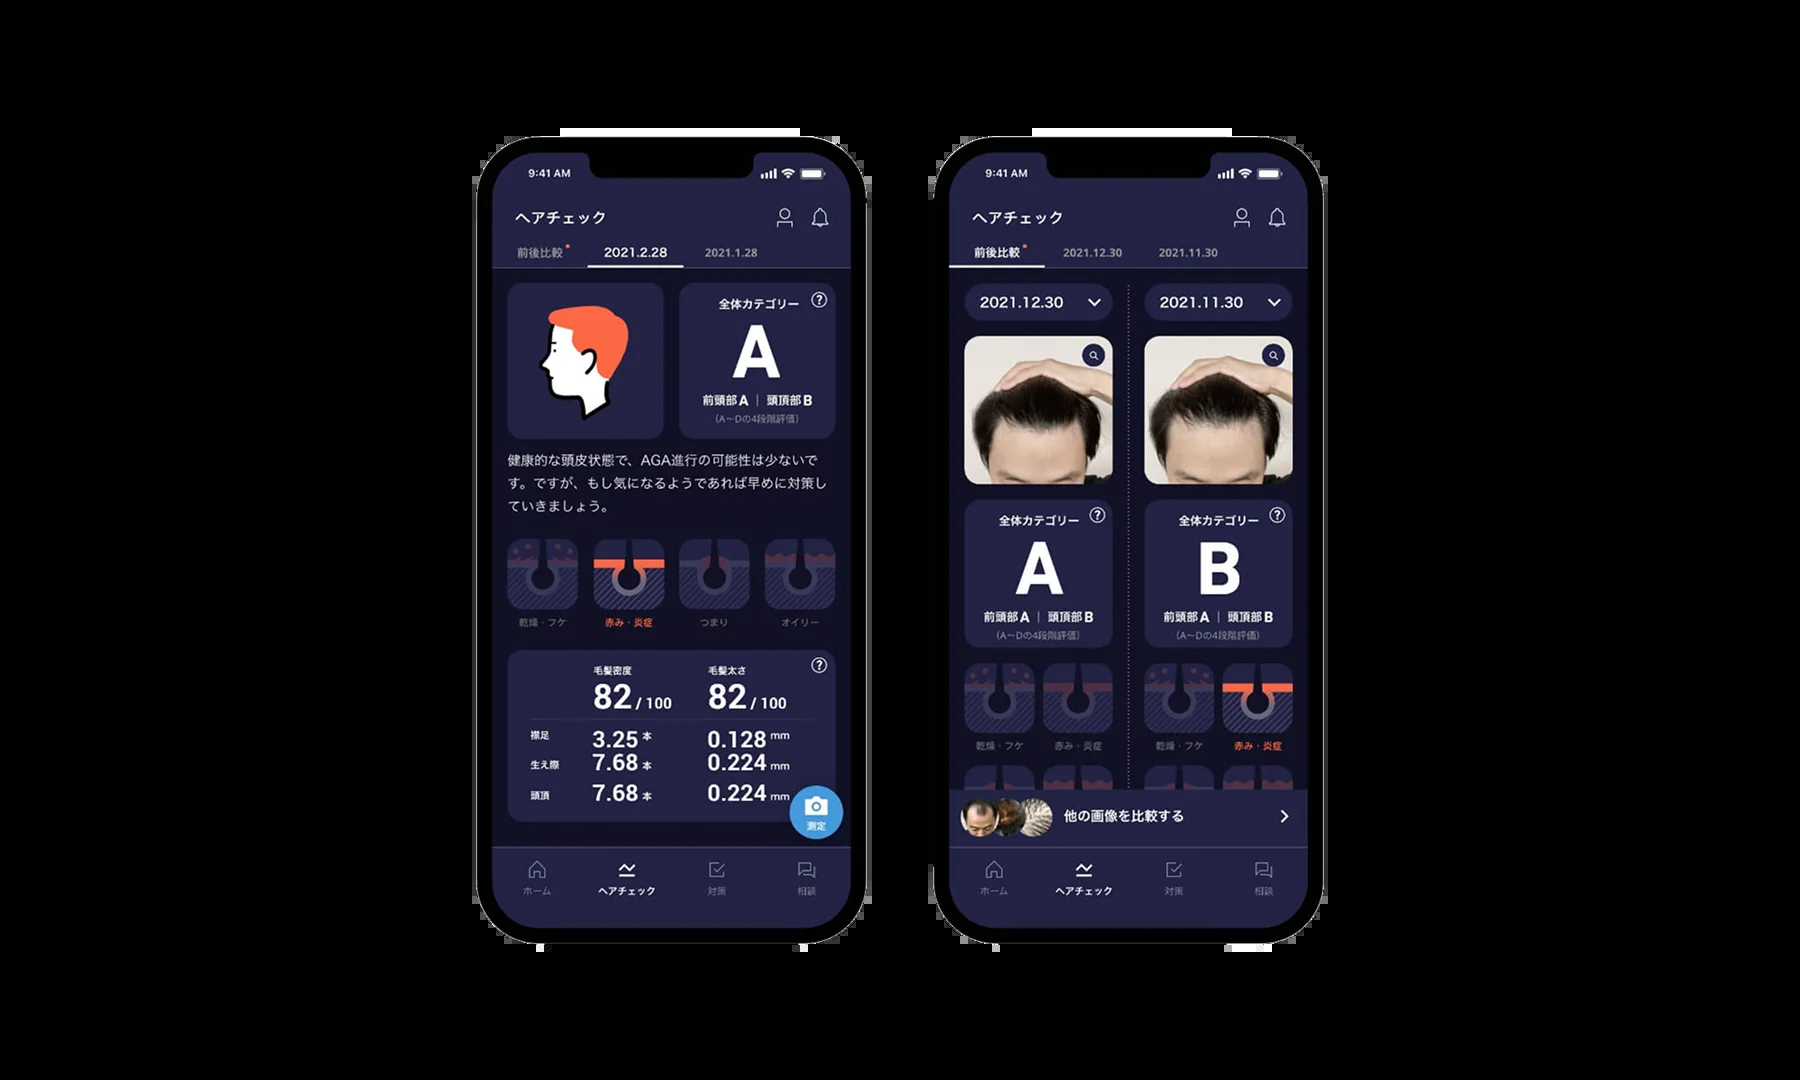 9:41 AM
ヘアチェック
前後比較 2021.2.28 2021.1.28
全体カテゴリー ?
A
前頭部A | 頭頂部B
(A〜Dの4段階評価)
健康的な頭皮状態で、AGA進行の可能性は少ないで
す。ですが、もし気になるようであれば早めに対策し
ていきましょう。
乾燥・フケ 赤み・炎症 つまり オイリー
毛髪密度 毛髪太さ ?
82 / 100 82 / 100
襟足 3.25 本 0.128 mm
生え際 7.68 本 0.224 mm
頭頂 7.68 本 0.224 mm
測定
ホーム ヘアチェック 対策 相談
9:41 AM
ヘアチェック
前後比較 2021.12.30 2021.11.30
2021.12.30 2021.11.30
全体カテゴリー ? 全体カテゴリー ?
A B
前頭部A | 頭頂部B 前頭部A | 頭頂部B
(A〜Dの4段階評価) (A〜Dの4段階評価)
乾燥・フケ 赤み・炎症 乾燥・フケ 赤み・炎症
他の画像を比較する
ホーム ヘアチェック 対策 相談